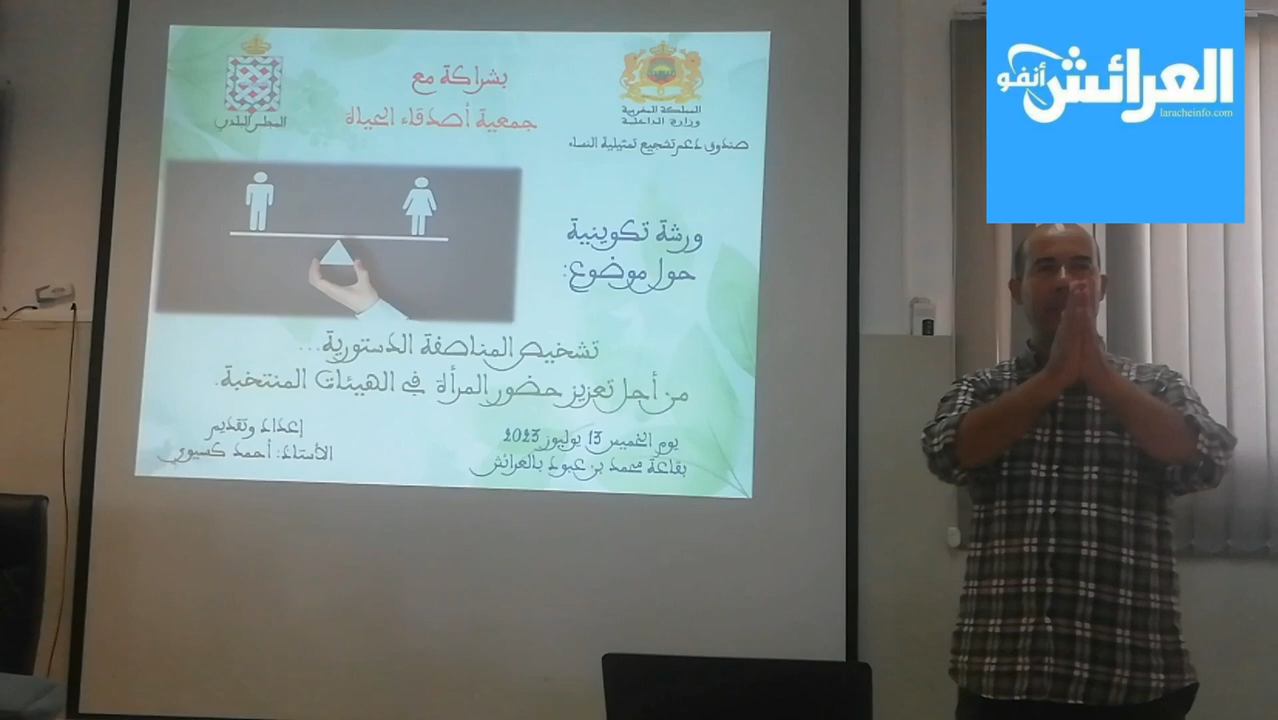 العرائش
أنفو
laracheinfo.com
المملكة المغربية
وزارة الداخلية
صندوق دعم تشجيع تمثيلية النساء
بشراكة مع
جمعية أصدقاء الحياة
المجلس البلدي
ورشة تكوينية
حول موضوع:
تشخيص المناصفة الدستورية...
من أجل تعزيز حضور المرأة في الهيئات المنتخبة.
يوم الخميس 13 يوليوز 2023
بقاعة محمد بن عبود بالعرائش
إعداد وتقديم
الأستاذ: أحمد كسيوي